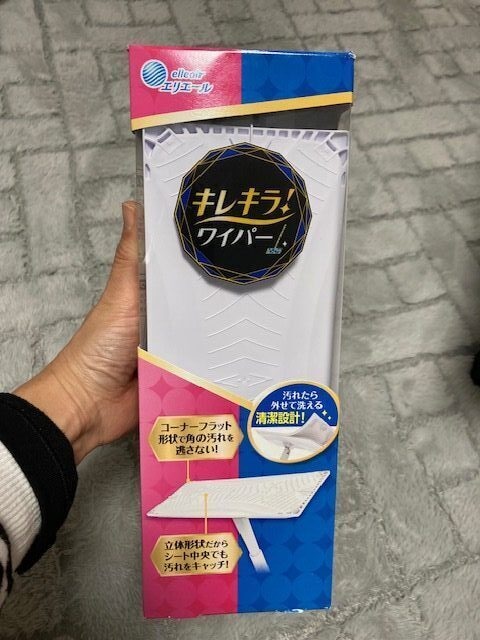 elleair
エリエール
キレキラ!
ワイパー
汚れたら
外せて洗える
清潔設計!
コーナーフラット
形状で角の汚れを
逃さない!
立体形状だから
シート中央でも
汚れをキャッチ!